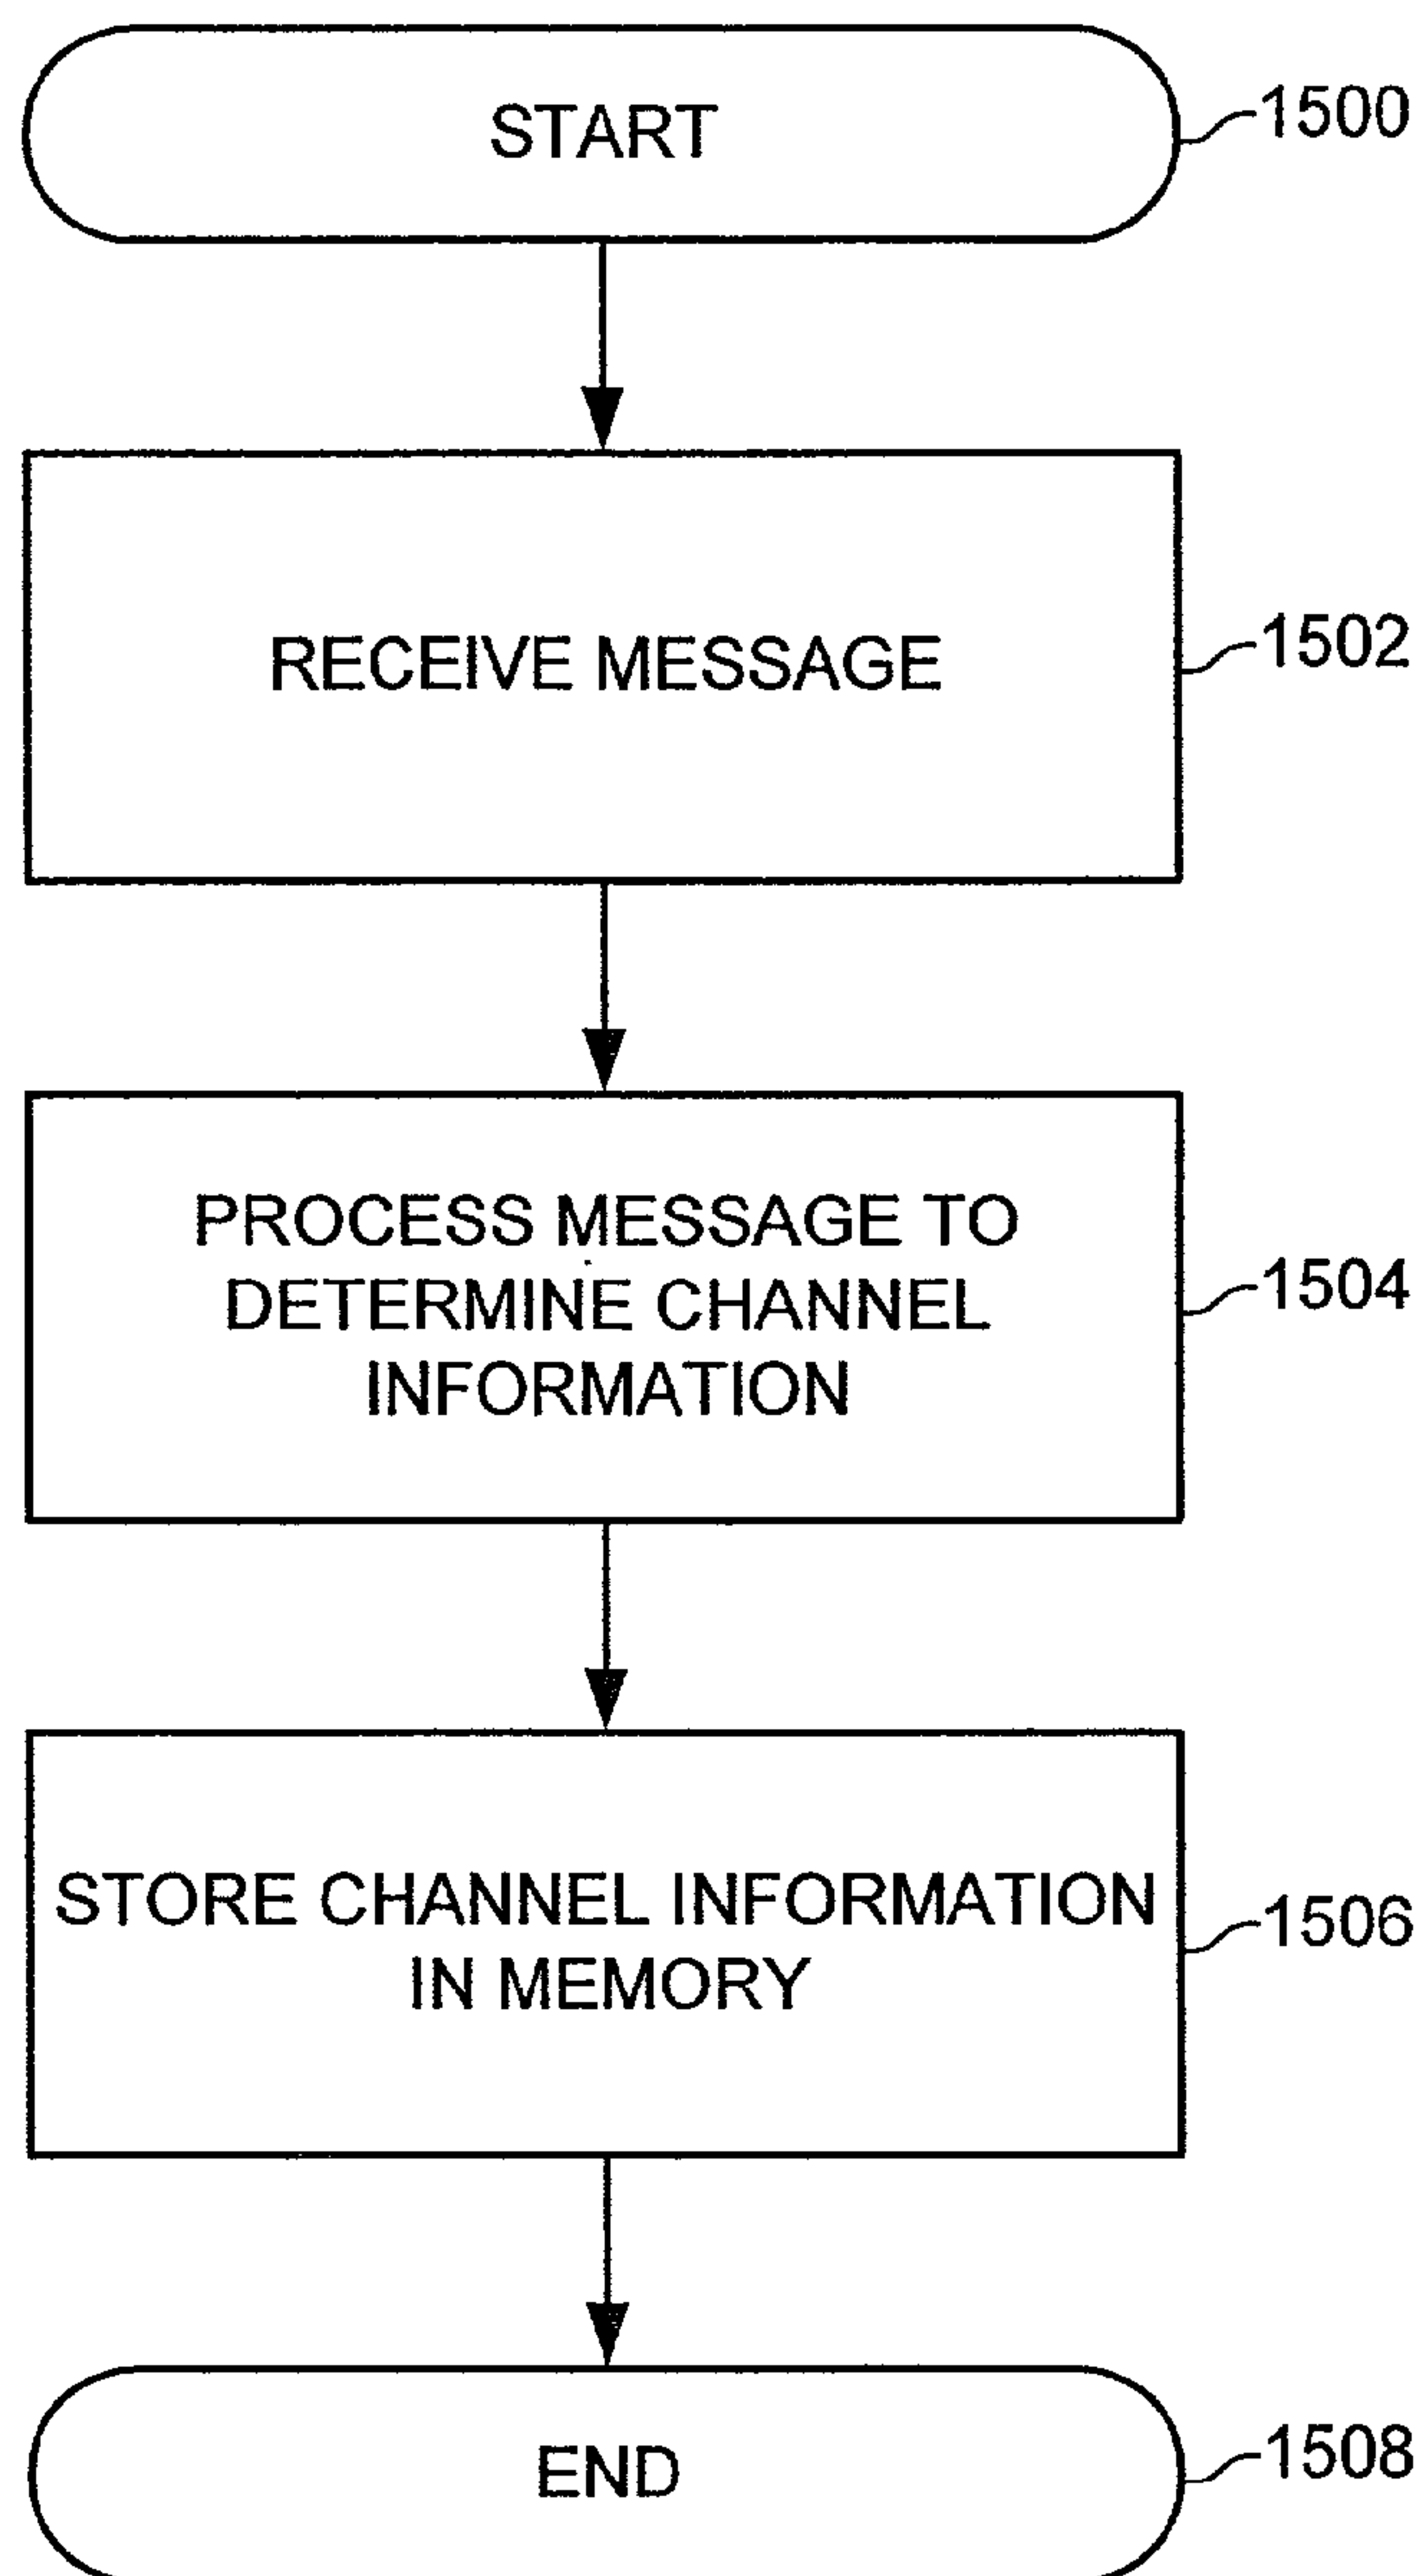 START
1500
RECEIVE MESSAGE
1502
PROCESS MESSAGE TO
DETERMINE CHANNEL
INFORMATION
1504
STORE CHANNEL INFORMATION
IN MEMORY
1506
END
1508